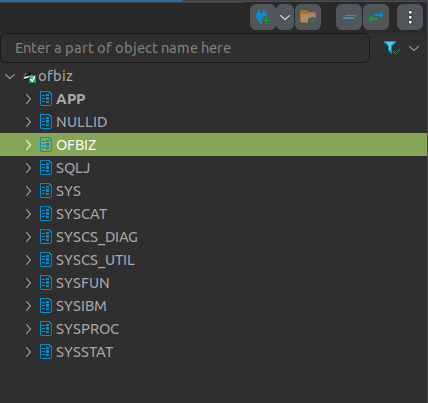 Enter a part of object name here
ofbiz
APP
NULLID
OFBIZ
SQLJ
SYS
SYSCAT
SYSCS_DIAG
SYSCS_UTIL
SYSFUN
SYSIBM
SYSPROC
SYSSTAT